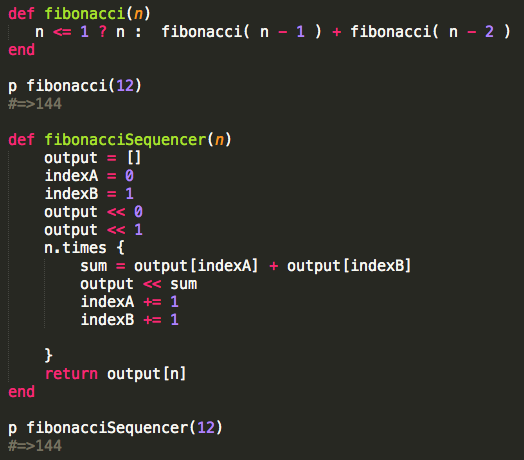 def fibonacci(n)
   n <= 1 ? n :  fibonacci( n - 1 ) + fibonacci( n - 2 )
end
p fibonacci(12)
#=>144
def fibonacciSequencer(n)
    output = []
    indexA = 0
    indexB = 1
    output << 0
    output << 1
    n.times {
        sum = output[indexA] + output[indexB]
        output << sum
        indexA += 1
        indexB += 1
    }
    return output[n]
end
p fibonacciSequencer(12)
#=>144